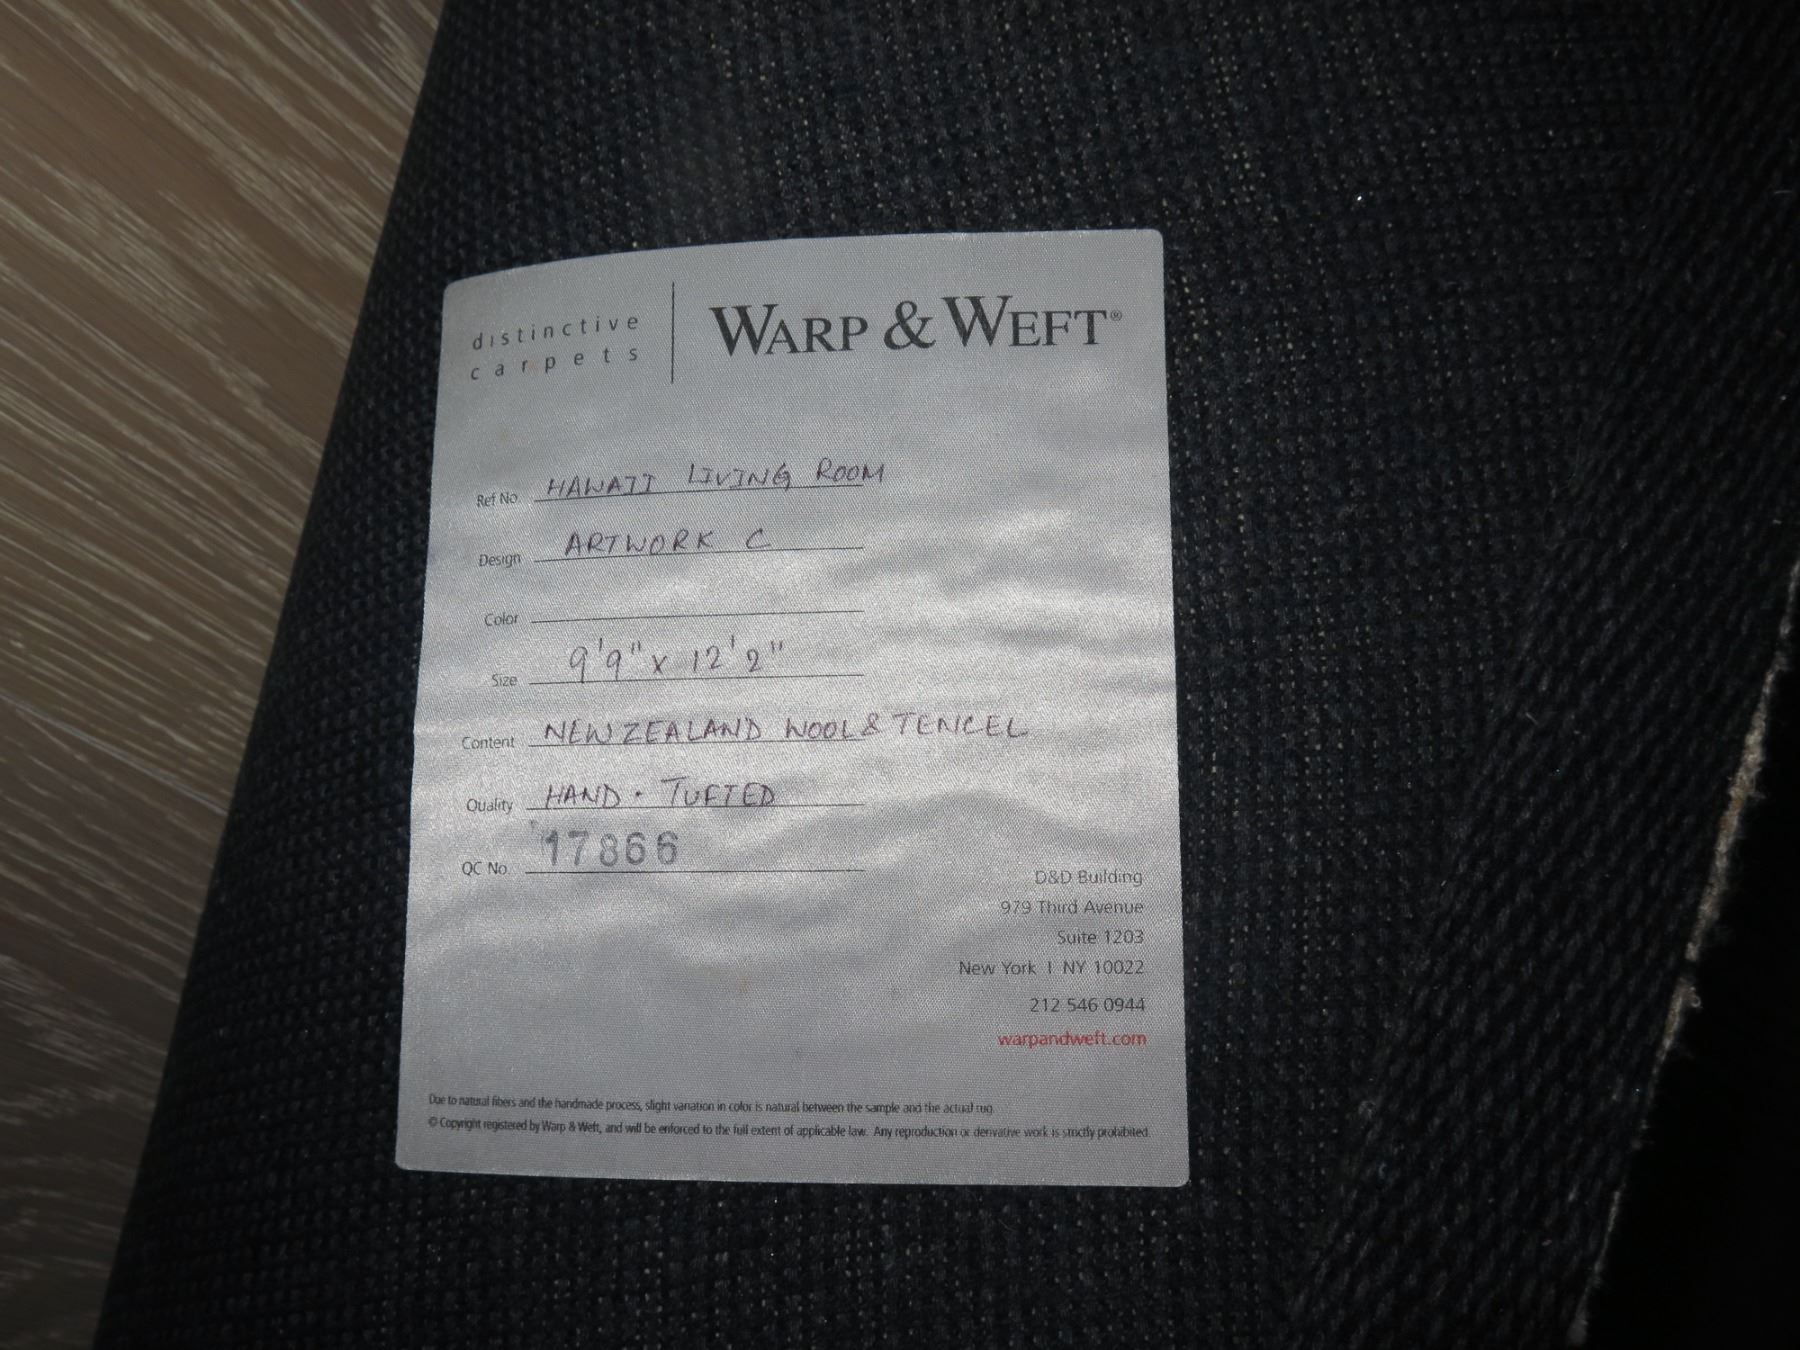 distinctive
carpets
WARP & WEFT®
Ref No. HAWAII LIVING ROOM
Design ARTWORK C
Color
Size 9'9" x 12'2"
Content NEW ZEALAND WOOL & TENCEL
Quality HAND · TUFTED
QC No. 17866
D&D Building
979 Third Avenue
Suite 1203
New York | NY 10022
212 546 0944
warpandweft.com
Due to natural fibers and the handmade process, slight variation in color is natural between the sample and the actual rug.
© Copyright registered by Warp & Weft, and will be enforced to the full extent of applicable law. Any reproduction or derivative work is strictly prohibited.